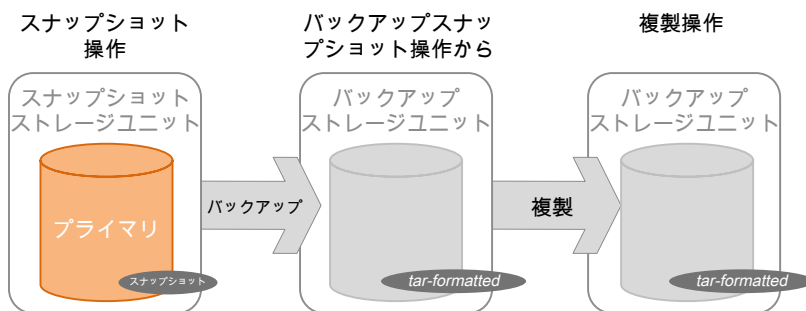 スナップショット
操作
バックアップスナッ
プショット操作から
複製操作
スナップショット
ストレージユニット
バックアップ
ストレージユニット
バックアップ
ストレージユニット
プライマリ
バックアップ
複製
スナップショット
tar-formatted
tar-formatted